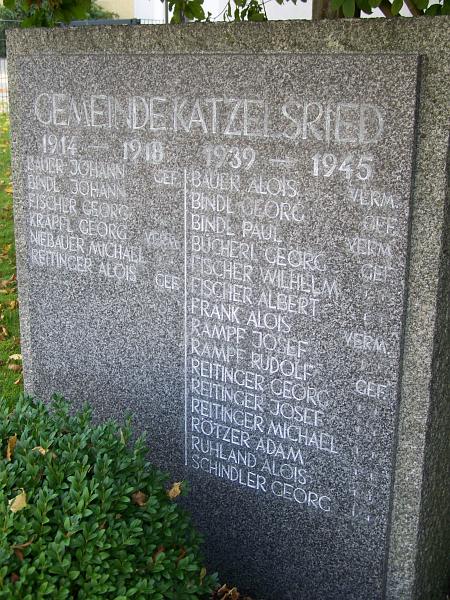 GEMEINDE KATZELSRIED
1914 — 1918
BAUER JOHANN GEF.
BINDL JOHANN " "
FISCHER GEORG " "
KRAPFL GEORG " "
NIEBAUER MICHAEL VERM.
REITINGER ALOIS GEF.
1939 — 1945
BAUER ALOIS VERM.
BINDL GEORG GEF.
BINDL PAUL VERM.
BÜCHERL GEORG GEF.
FISCHER WILHELM " "
FISCHER ALBERT " "
FRANK ALOIS " "
RAMPF JOSEF VERM.
RAMPF RUDOLF " "
REITINGER GEORG GEF.
REITINGER JOSEF " "
REITINGER MICHAEL " "
RÖTZER ADAM " "
RUHLAND ALOIS " "
SCHINDLER GEORG " "